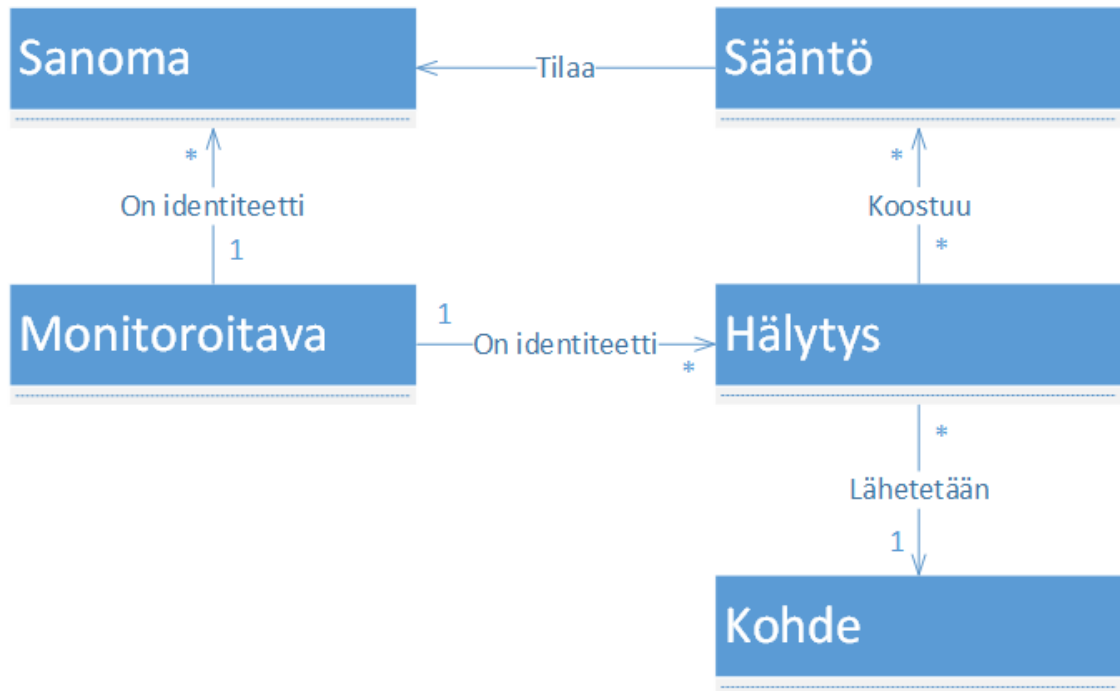 Sanoma
Tilaa
Sääntö
*
On identiteetti
1
*
Koostuu
*
Monitoroitava
1
On identiteetti
*
Hälytys
*
Lähetetään
1
Kohde